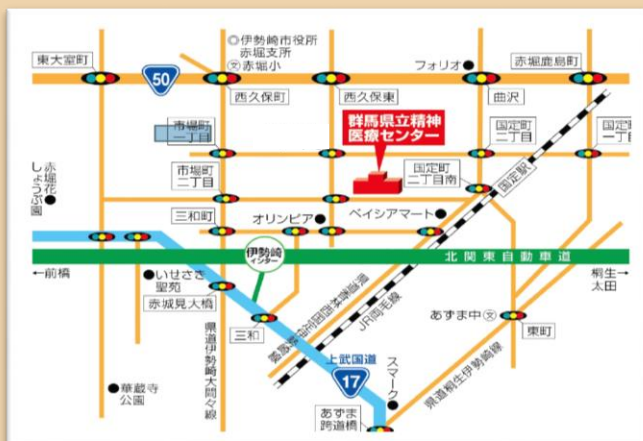 ◎伊勢崎市役所
赤堀支所
文赤堀小
東大室町
50
西久保町
西久保東
フォリオ●
曲沢
赤堀鹿島町
群馬県立精神
医療センター
市場町
一丁目
国定町
二丁目
国定町
一丁目
赤堀花
しょうぶ園
市場町
二丁目
国定町
二丁目南
国定駅
三和町
オリンピア●
ベイシアマート●
伊勢崎
インター
北関東自動車道
←前橋
桐生→
太田
●いせさき
聖苑
赤城見大橋
三和
JR両毛線
あずま中文
東町
県道伊勢崎大間々線
上武国道
17
スマーク
県道桐生伊勢崎線
●華蔵寺
公園
あずま
跨道橋